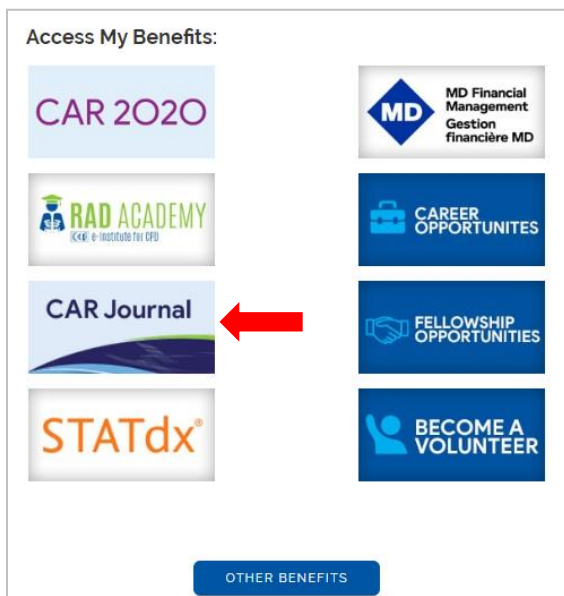 Access My Benefits:
CAR 2020
MD
MD Financial
Management
Gestion
financière MD
RAD ACADEMY
e-Institute for CPD
CAREER
OPPORTUNITES
CAR Journal
FELLOWSHIP
OPPORTUNITIES
STATdx®
BECOME A
VOLUNTEER
OTHER BENEFITS